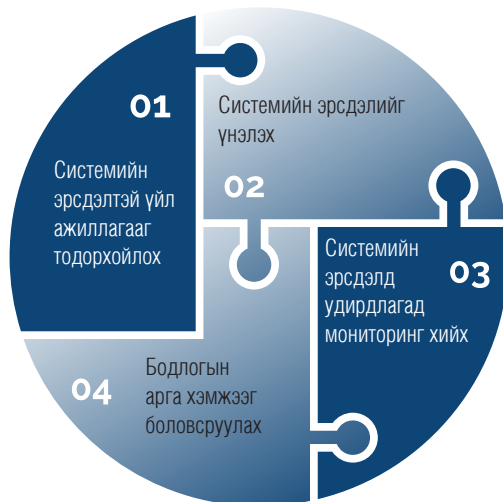 01
Системийн
эрсдэлтэй үйл
ажиллагааг
тодорхойлох
Системийн эрсдэлийг
үнэлэх
02
Системийн
эрсдэлд
удирдлагад
мониторинг хийх
03
04
Бодлогын
арга хэмжээг
боловсруулах